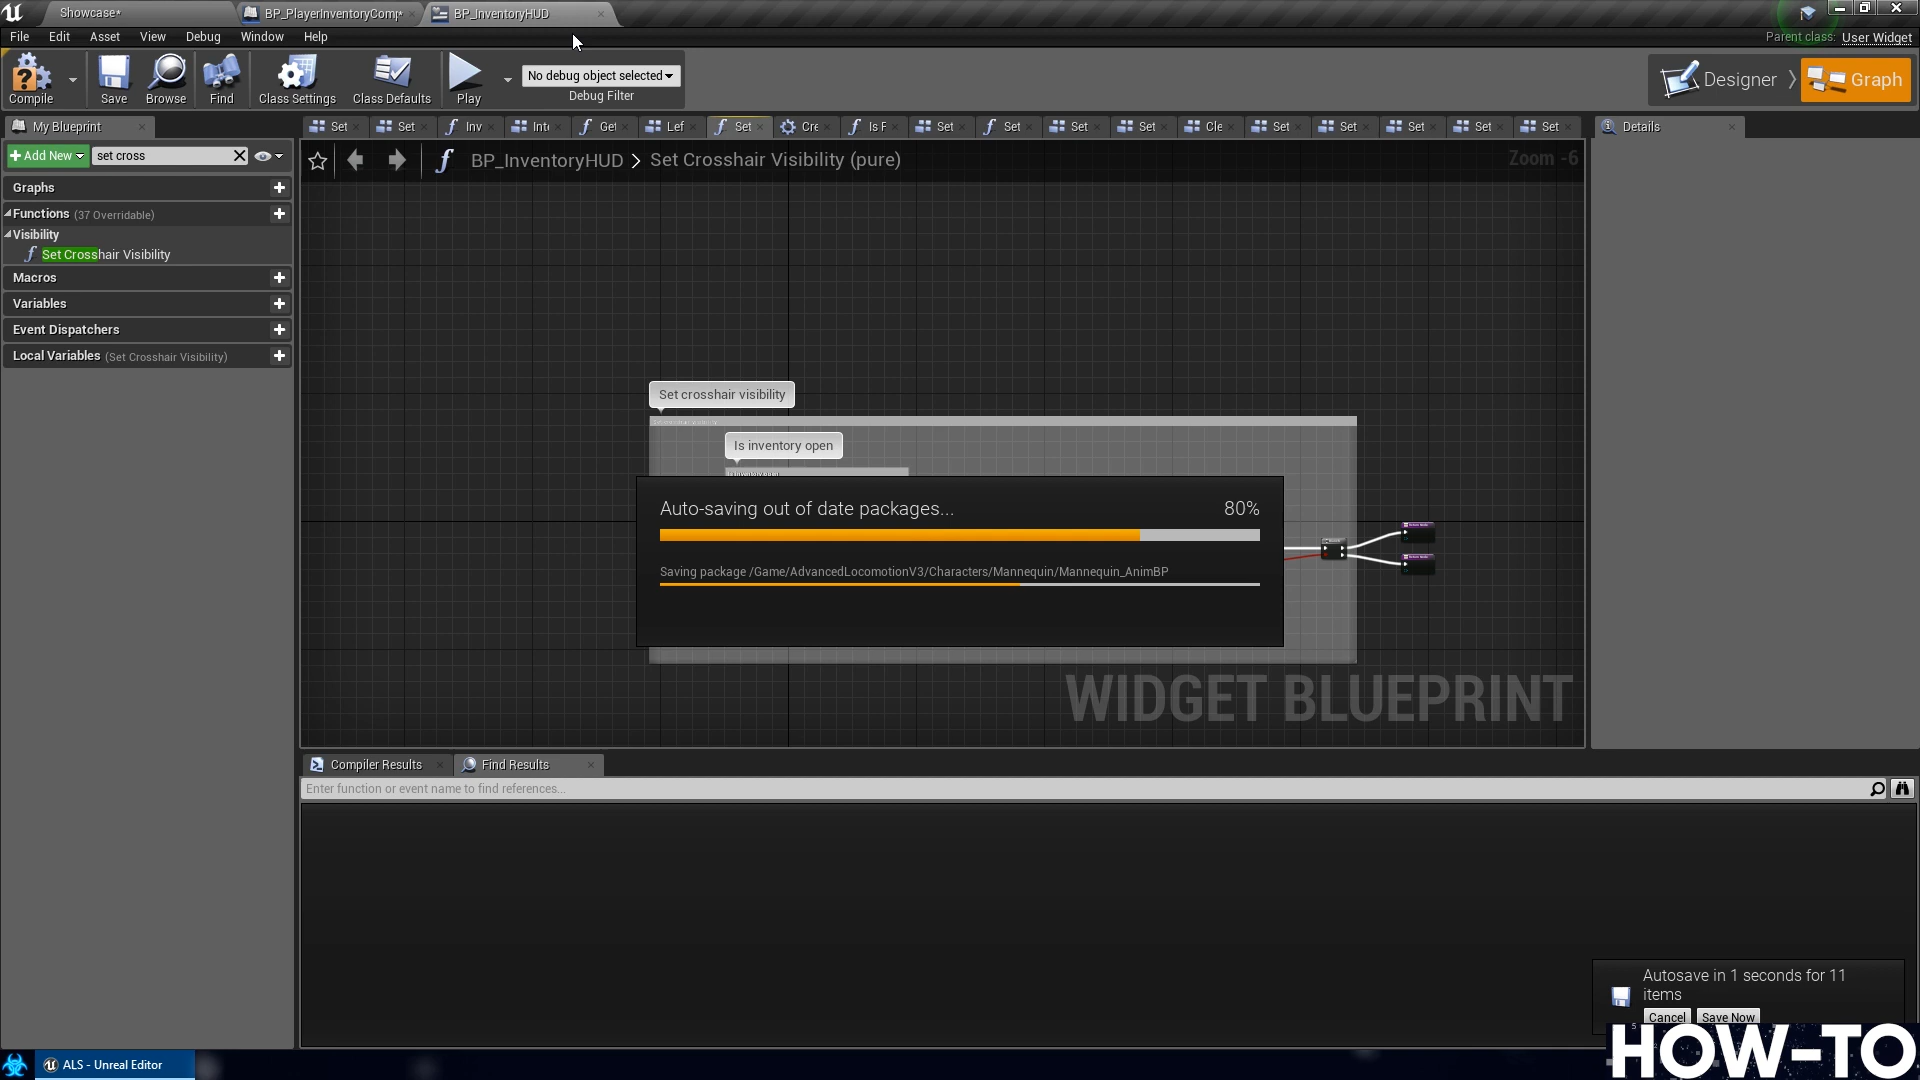 Showcase*
BP_PlayerInventoryComp*
BP_InventoryHUD
File Edit Asset View Debug Window Help
Parent class: User Widget
Compile
Save
Browse
Find
Class Settings
Class Defaults
Play
No debug object selected
Debug Filter
Designer
Graph
My Blueprint
Set
Set
Inv
Int
Get
Lef
Set
Cre
Is F
Set
Set
Set
Set
Cle
Set
Set
Set
Set
Set
Details
Add New
set cross
BP_InventoryHUD > Set Crosshair Visibility (pure)
Zoom -6
Graphs
Functions (37 Overridable)
Visibility
Set Crosshair Visibility
Macros
Variables
Event Dispatchers
Local Variables (Set Crosshair Visibility)
Set crosshair visibility
Is inventory open
Auto-saving out of date packages... 80%
Saving package /Game/AdvancedLocomotionV3/Characters/Mannequin/Mannequin_AnimBP
WIDGET BLUEPRINT
Compiler Results
Find Results
Enter function or event name to find references...
Autosave in 1 seconds for 11
items
Cancel
Save Now
HOW-TO
ALS - Unreal Editor